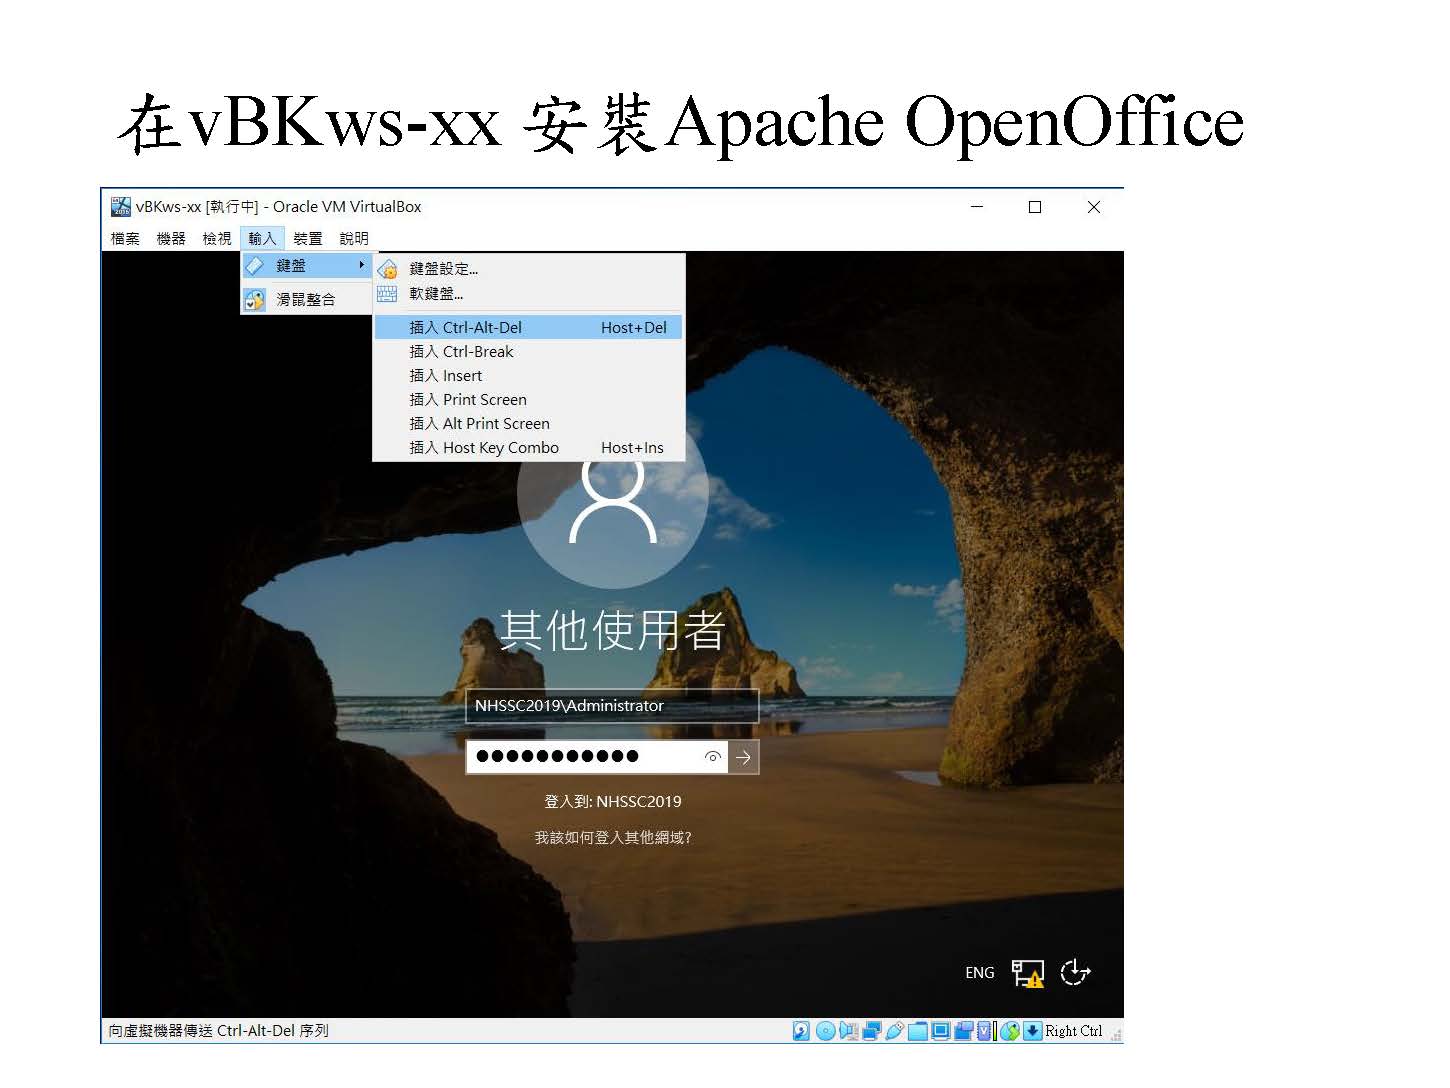 在vBKws-xx 安裝Apache OpenOffice
vBKws-xx [執行中] - Oracle VM VirtualBox
檔案 機器 檢視 輸入 裝置 說明
鍵盤
滑鼠整合
鍵盤設定...
軟鍵盤...
插入 Ctrl-Alt-Del Host+Del
插入 Ctrl-Break
插入 Insert
插入 Print Screen
插入 Alt Print Screen
插入 Host Key Combo Host+Ins
其他使用者
NHSSC2019\Administrator
登入到: NHSSC2019
我該如何登入其他網域?
ENG
向虛擬機器傳送 Ctrl-Alt-Del 序列
Right Ctrl